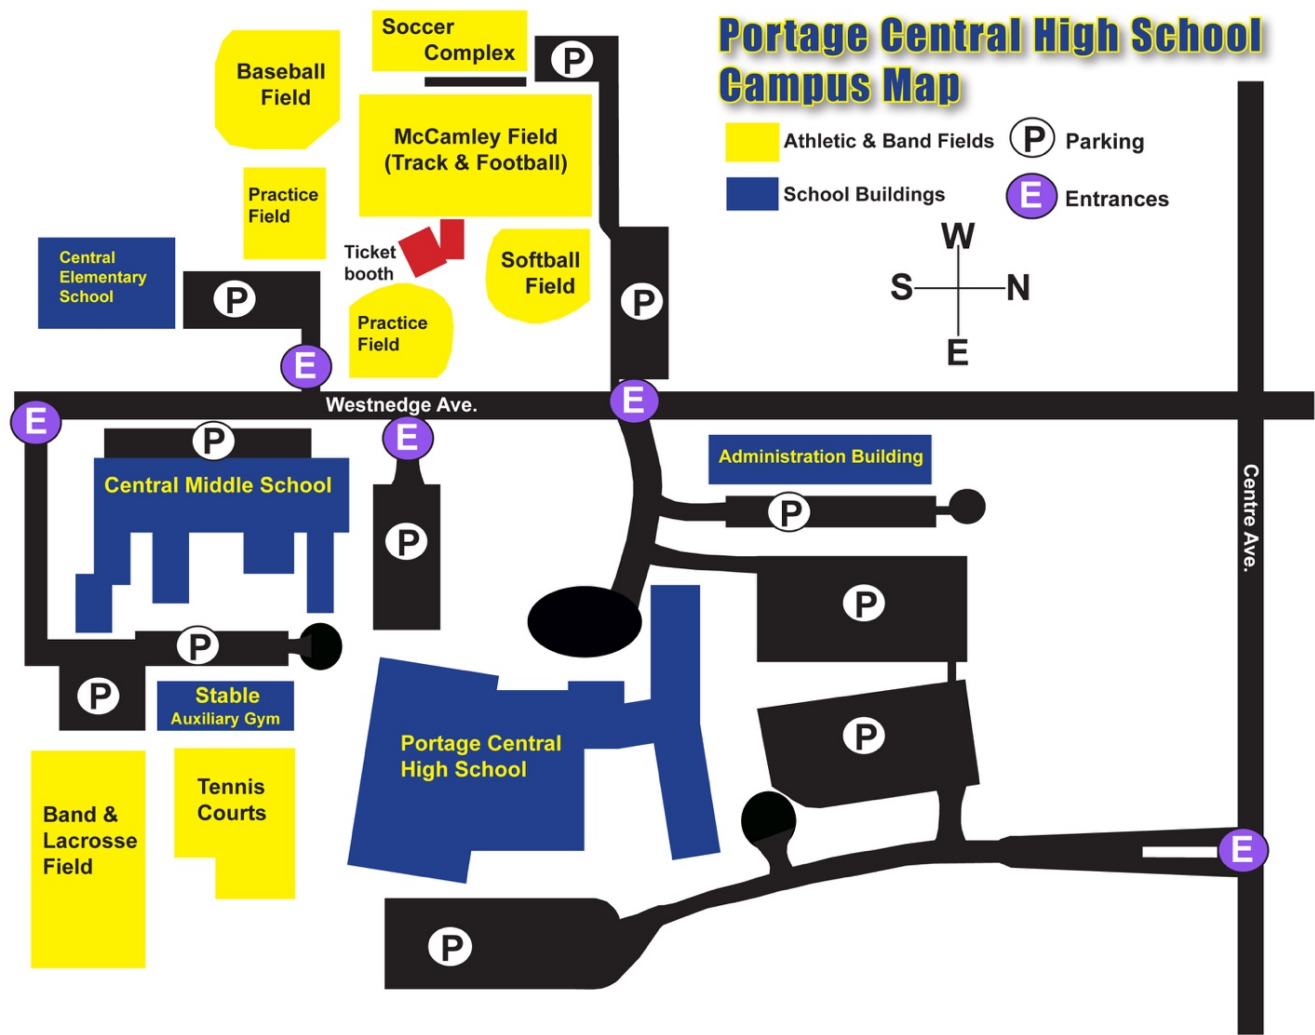 Portage Central High School
Campus Map
Athletic & Band Fields
P
Parking
School Buildings
E
Entrances
W
S
N
E
Soccer
Complex
P
Baseball
Field
McCamley Field
(Track & Football)
Practice
Field
Ticket
booth
Softball
Field
Central
Elementary
School
P
P
Practice
Field
E
E
Westnedge Ave.
E
E
P
Central Middle School
Administration Building
P
P
Centre Ave.
P
P
P
Stable
Auxiliary Gym
P
Portage Central
High School
Tennis
Courts
Band &
Lacrosse
Field
E
P